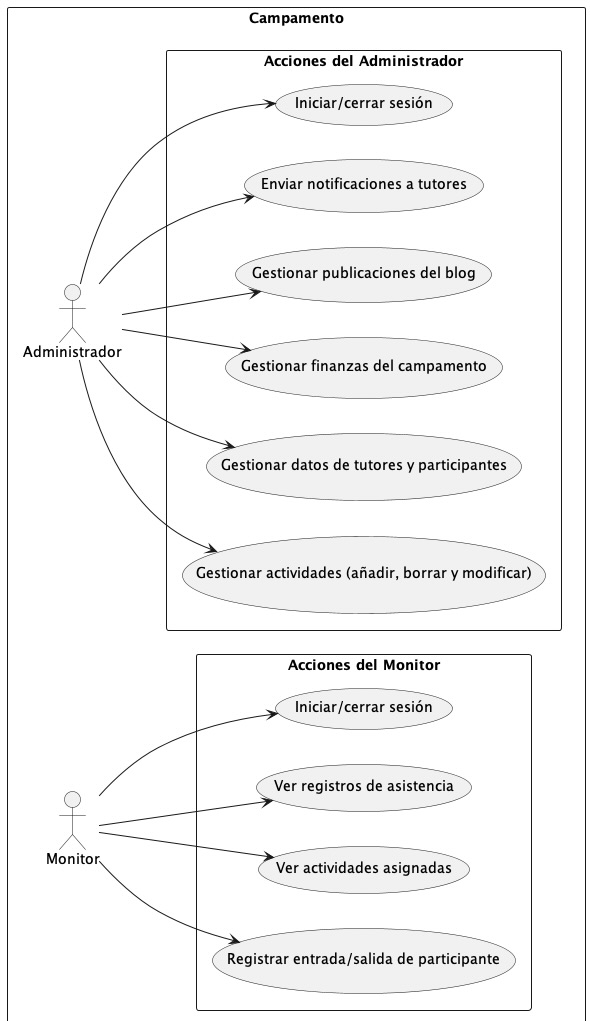 Campamento
Acciones del Administrador
Iniciar/cerrar sesión
Enviar notificaciones a tutores
Gestionar publicaciones del blog
Administrador
Gestionar finanzas del campamento
Gestionar datos de tutores y participantes
Gestionar actividades (añadir, borrar y modificar)
Acciones del Monitor
Iniciar/cerrar sesión
Ver registros de asistencia
Monitor
Ver actividades asignadas
Registrar entrada/salida de participante